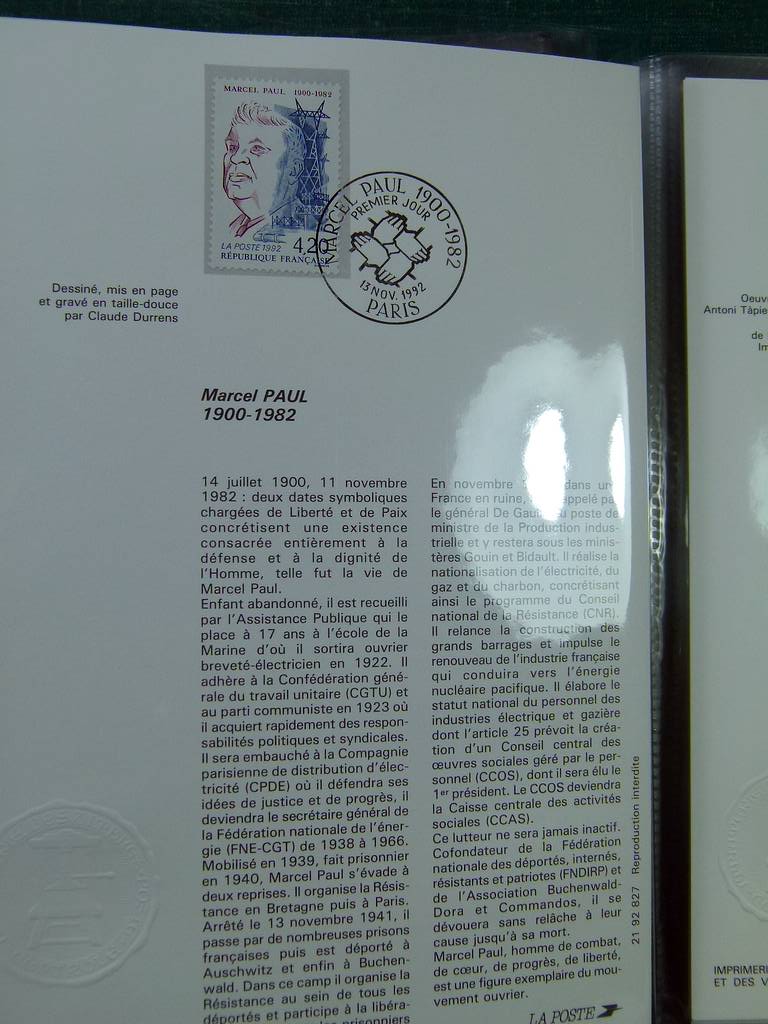 MARCEL PAUL 1900-1982
LA POSTE 1992 4,20
RÉPUBLIQUE FRANÇAISE
MARCEL PAUL 1900-1982
PREMIER JOUR
13 NOV. 1992
PARIS
Dessiné, mis en page
et gravé en taille-douce
par Claude Durrens
Marcel PAUL
1900-1982
14 juillet 1900, 11 novembre
1982 : deux dates symboliques
chargées de Liberté et de Paix
concrétisent une existence
consacrée entièrement à la
défense et à la dignité de
l'Homme, telle fut la vie de
Marcel Paul.
Enfant abandonné, il est recueilli
par l'Assistance Publique qui le
place à 17 ans à l'école de la
Marine d'où il sortira ouvrier
breveté-électricien en 1922. Il
adhère à la Confédération géné-
rale du travail unitaire (CGTU) et
au parti communiste en 1923 où
il acquiert rapidement des respon-
sabilités politiques et syndicales.
Il sera embauché à la Compagnie
parisienne de distribution d'élec-
tricité (CPDE) où il défendra ses
idées de justice et de progrès, il
deviendra le secrétaire général de
la Fédération nationale de l'éner-
gie (FNE-CGT) de 1938 à 1966.
Mobilisé en 1939, fait prisonnier
en 1940, Marcel Paul s'évade à
deux reprises. Il organise la Résis-
tance en Bretagne puis à Paris.
Arrêté le 13 novembre 1941, il
passe par de nombreuses prisons
françaises puis est déporté à
Auschwitz et enfin à Buchen-
wald. Dans ce camp il organise la
Résistance au sein de tous les
déportés et participe à la libéra-
prisonniers
En novembre dans une
France en ruine, appelé par
le général De Gaulle au poste de
ministre de la Production indus-
trielle et y restera sous les minis-
tères Gouin et Bidault. Il réalise la
nationalisation de l'électricité, du
gaz et du charbon, concrétisant
ainsi le programme du Conseil
national de la Résistance (CNR).
Il relance la construction des
grands barrages et impulse le
renouveau de l'industrie française
qui conduira vers l'énergie
nucléaire pacifique. Il élabore le
statut national du personnel des
industries électrique et gazière
dont l'article 25 prévoit la créa-
tion d'un Conseil central des
œuvres sociales géré par le per-
sonnel (CCOS), dont il sera élu le
1er président. Le CCOS deviendra
la Caisse centrale des activités
sociales (CCAS).
Ce lutteur ne sera jamais inactif.
Cofondateur de la Fédération
nationale des déportés, internés,
résistants et patriotes (FNDIRP) et
de l'Association Buchenwald-
Dora et Commandos, il se
dévouera sans relâche à leur
cause jusqu'à sa mort.
Marcel Paul, homme de combat,
de cœur, de progrès, de liberté,
est une figure exemplaire du mou-
vement ouvrier.
LA POSTE
21 92 827 Reproduction interdite
Oeuv
Antoni Tàpie
de
Im
IMPRIMERI
ET DES V